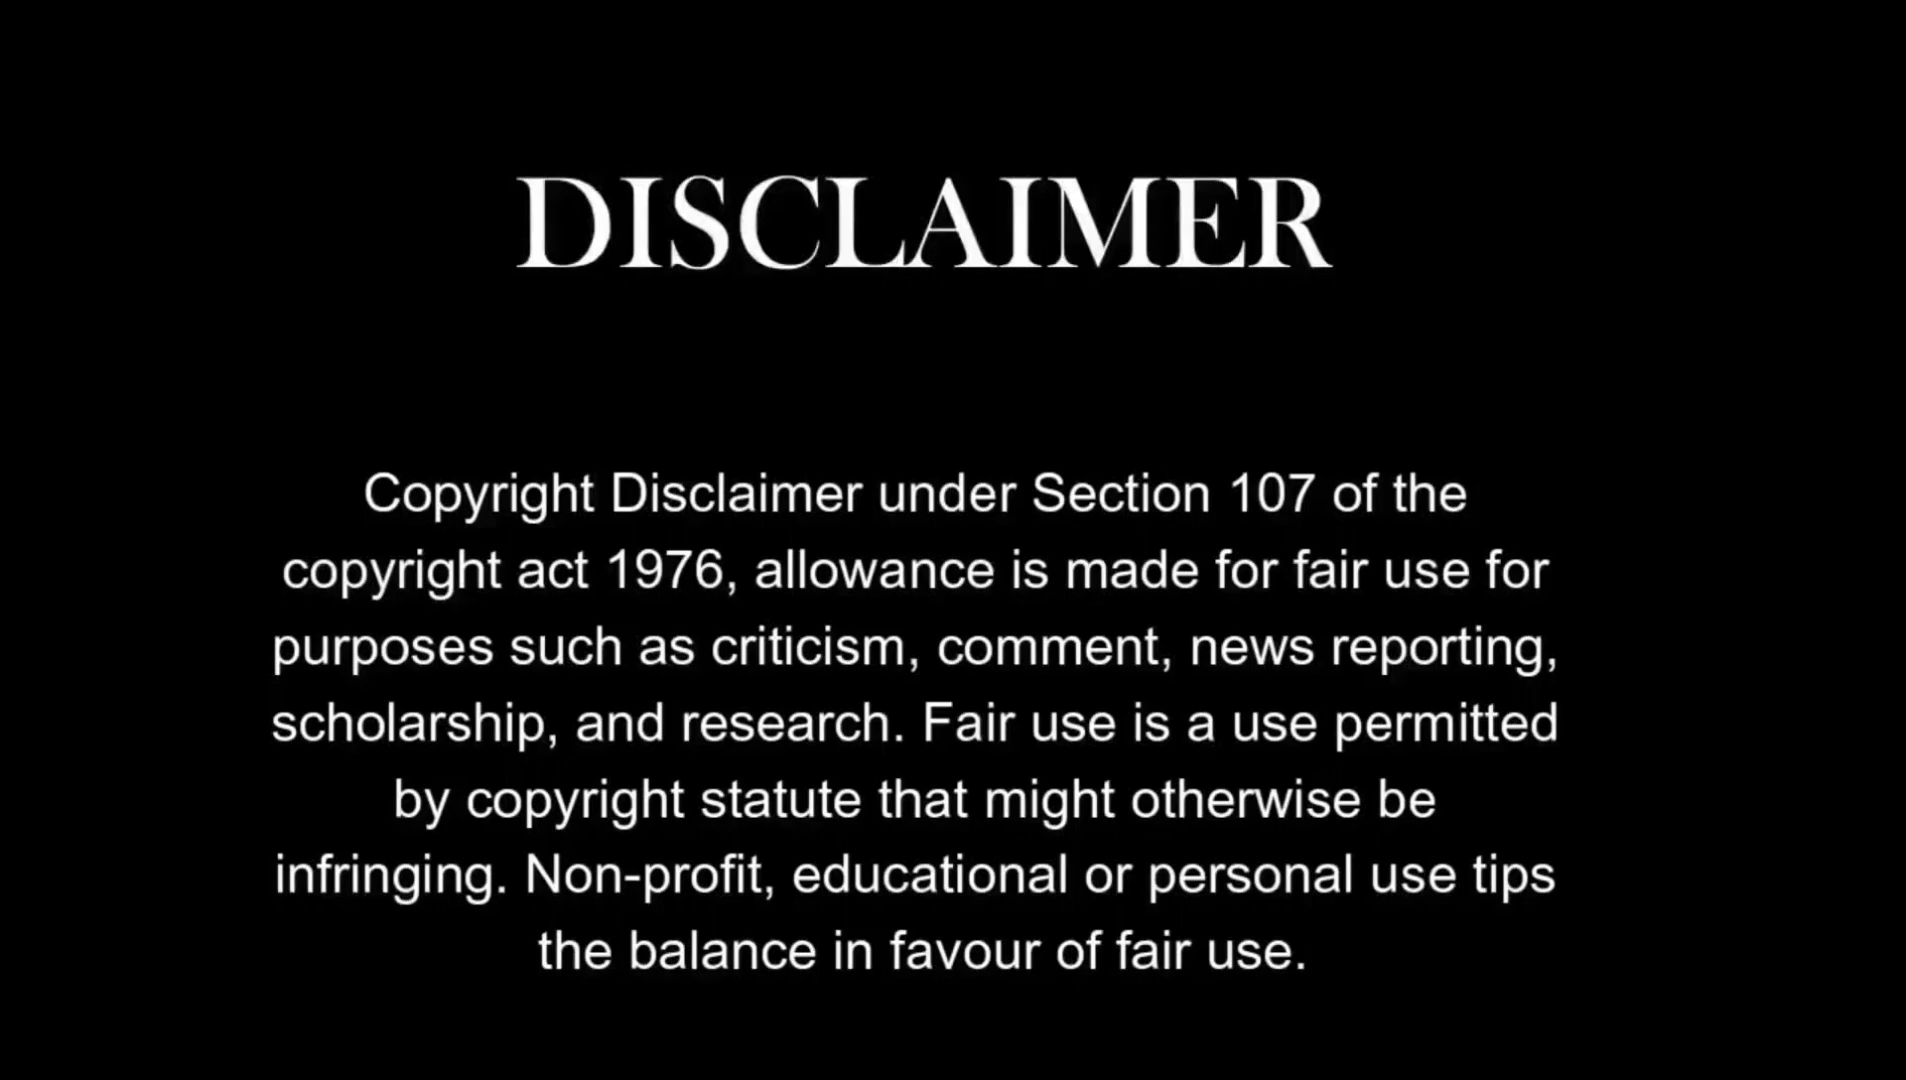 DISCLAIMER
Copyright Disclaimer under Section 107 of the
copyright act 1976, allowance is made for fair use for
purposes such as criticism, comment, news reporting,
scholarship, and research. Fair use is a use permitted
by copyright statute that might otherwise be
infringing. Non-profit, educational or personal use tips
the balance in favour of fair use.